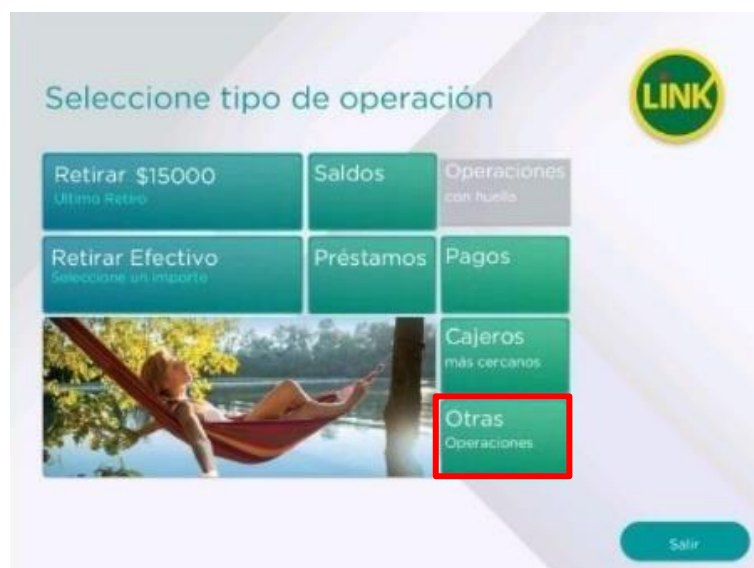 Seleccione tipo de operación
LINK
Retirar $15000
Ultimo Retiro
Saldos
Operaciones
con huella
Retirar Efectivo
Seleccione un importe
Préstamos
Pagos
Cajeros
más cercanos
Otras
Operaciones
Salir